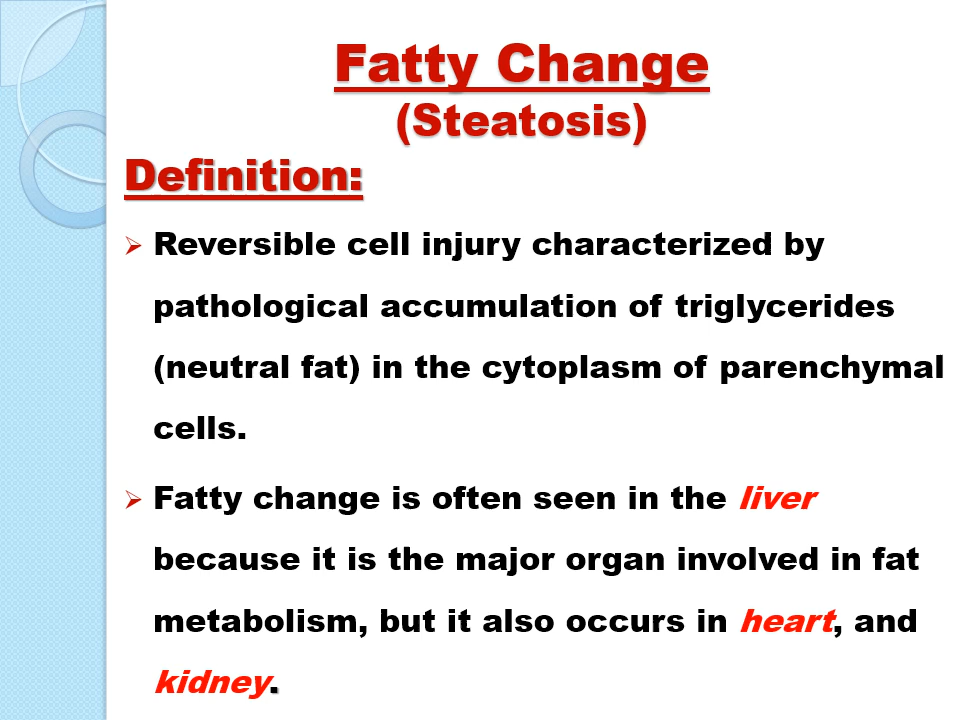 Fatty Change
(Steatosis)
Definition:
Reversible cell injury characterized by
pathological accumulation of triglycerides
(neutral fat) in the cytoplasm of parenchymal
cells.
Fatty change is often seen in the liver
because it is the major organ involved in fat
metabolism, but it also occurs in heart, and
kidney.